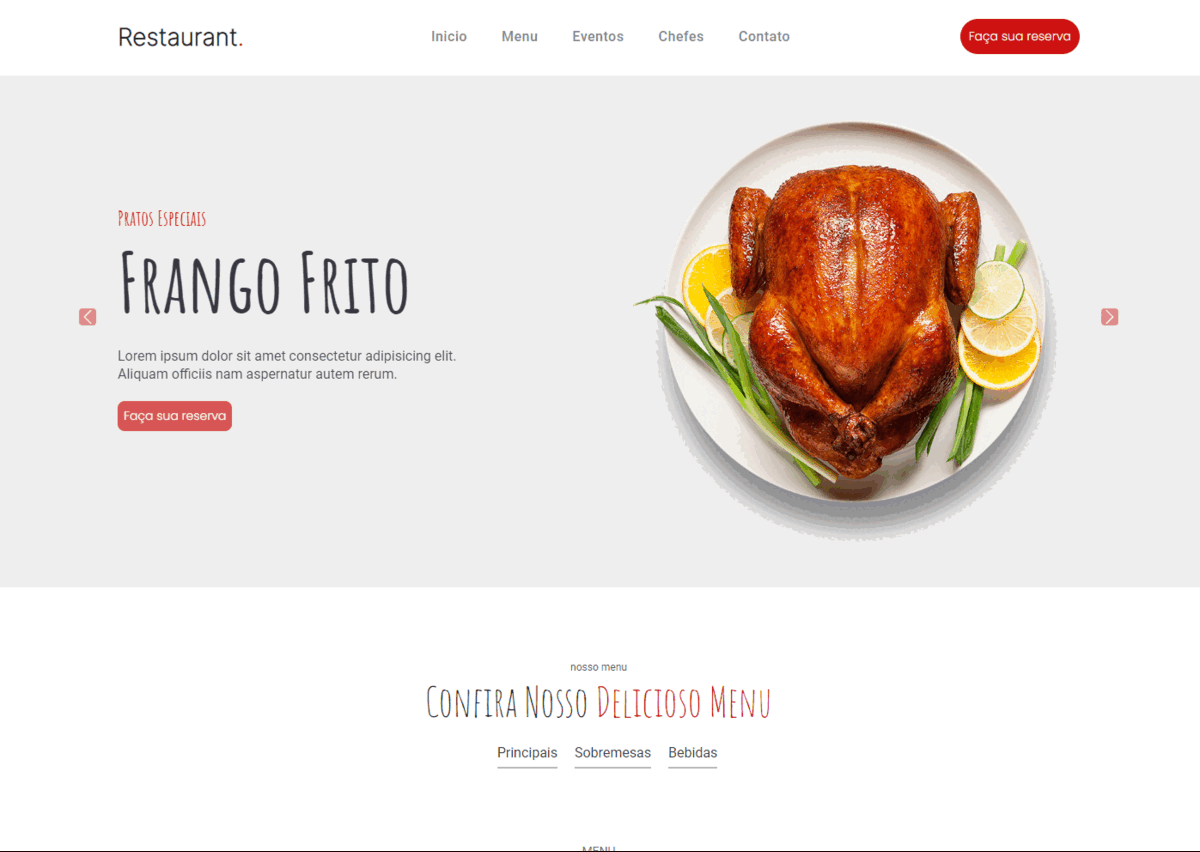 Restaurant.
Inicio Menu Eventos Chefes Contato
Faça sua reserva
Pratos Especiais
Frango Frito
Lorem ipsum dolor sit amet consectetur adipisicing elit.
Aliquam officiis nam aspernatur autem rerum.
Faça sua reserva
nosso menu
Confira Nosso Delicioso Menu
Principais Sobremesas Bebidas
MENU